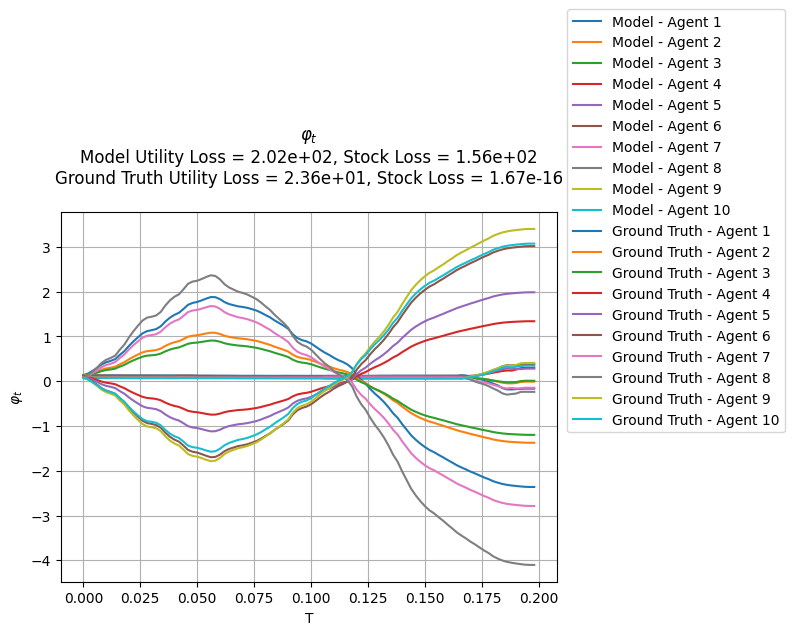 φₜ
Model Utility Loss = 2.02e+02, Stock Loss = 1.56e+02
Ground Truth Utility Loss = 2.36e+01, Stock Loss = 1.67e-16
Model - Agent 1
Model - Agent 2
Model - Agent 3
Model - Agent 4
Model - Agent 5
Model - Agent 6
Model - Agent 7
Model - Agent 8
Model - Agent 9
Model - Agent 10
Ground Truth - Agent 1
Ground Truth - Agent 2
Ground Truth - Agent 3
Ground Truth - Agent 4
Ground Truth - Agent 5
Ground Truth - Agent 6
Ground Truth - Agent 7
Ground Truth - Agent 8
Ground Truth - Agent 9
Ground Truth - Agent 10
φₜ
3
2
1
0
−1
−2
−3
−4
0.000 0.025 0.050 0.075 0.100 0.125 0.150 0.175 0.200
T